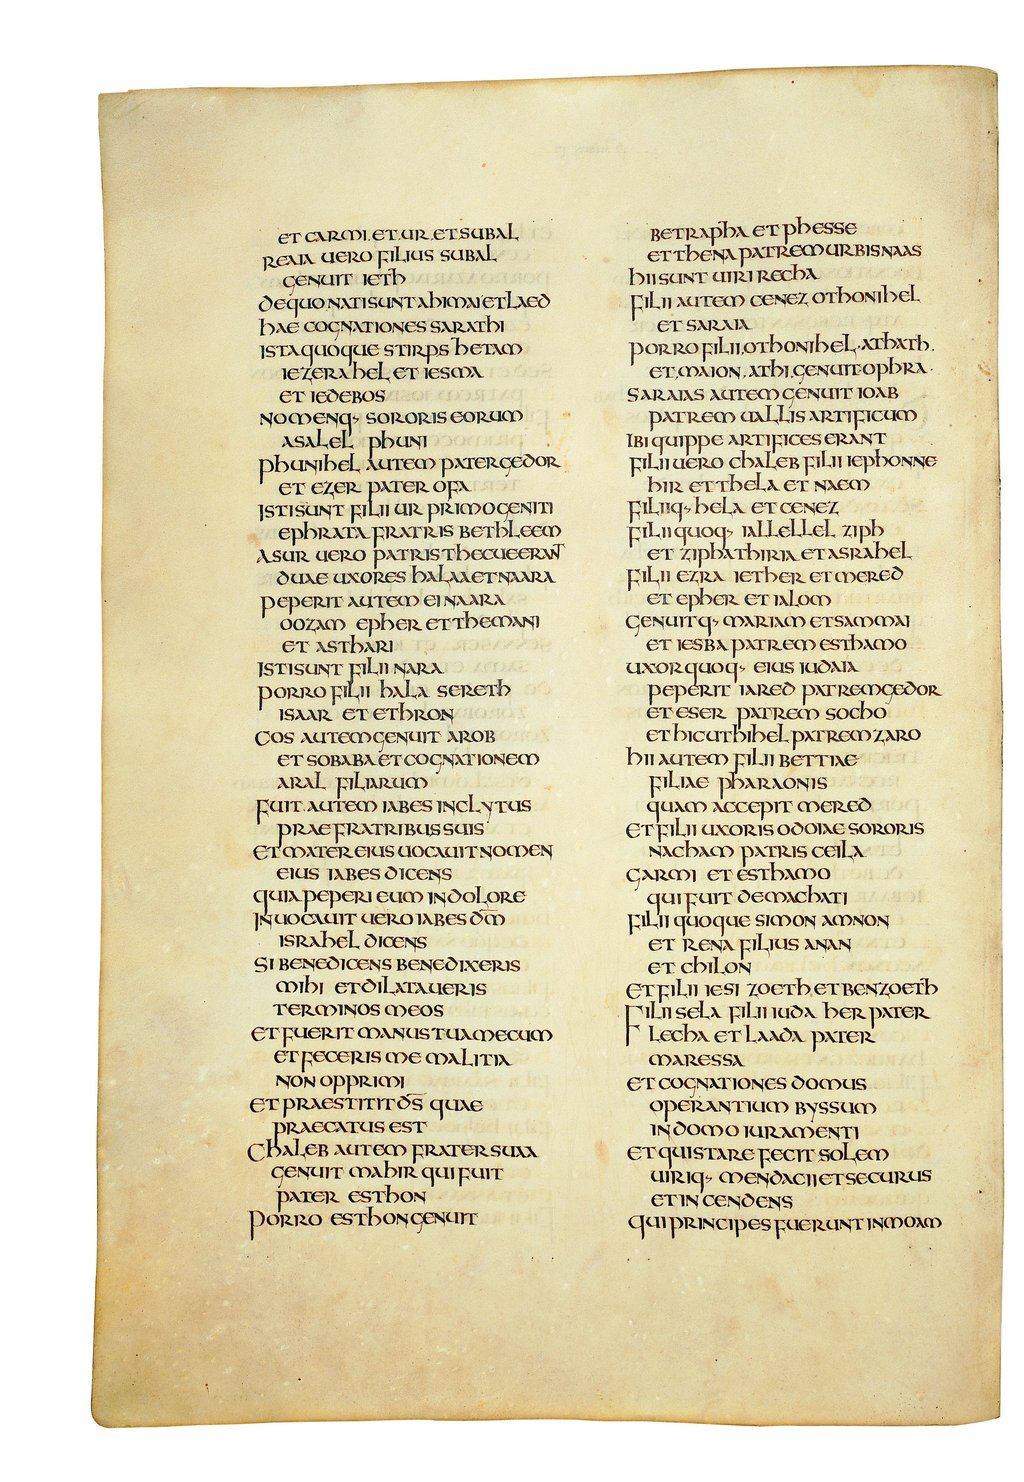 et carmi et ur et subal
reaia uero filius subal
genuit ieth
de quo nati sunt ahimai et laed
hae cognationes sarathi
ista quoque stirps hetam
iezerahel et iesma
et iedebos
nomenq· sororis eorum
asalel phuni
phunihel autem pater gedor
et ezer pater ofa
isti sunt filii ur primogeniti
ephrata fratris bethleem
asur uero patris thecue eran̄
duae uxores halaa et naara
peperit autem ei naara
oozam epher et themani
et asthari
isti sunt filii nara
porro filii hala sereth
isaar et ethron
cos autem genuit arob
et sobaba et cognationem
aral filiarum
fuit autem iabes inclytus
prae fratribus suis
et mater eius uocauit nomen
eius iabes dicens
quia peperi eum in dolore
inuocauit uero iabes dm̄
israhel dicens
si benedicens benedixeris
mihi et dilataueris
terminos meos
et fuerit manus tua mecum
et feceris me malitia
non opprimi
et praestitit d̄s quae
praecatus est
chaleb autem frater suaa
genuit mahir qui fuit
pater esthon
porro esthon genuit
betrapha et phesse
et thena patrem urbis naas
hii sunt uiri recha
filii autem cenez othonihel
et saraia
porro filii othonihel · athath.
et maion. athi. genuit ophra·
saraias autem genuit ioab
patrem uallis artificum
ibi quippe artifices erant
filii uero chaleb filii iephonne
hir et thela et naem
filiiq· hela et cenez
filii quoq· iallellel ziph
et ziphathiria et asrahel
filii ezra iether et mered
et epher et ialom
genuitq· mariam et sammai
et iesba patrem esthamo
uxor quoq· eius iudaia
peperit iared patrem gedor
et eser patrem socho
et hicuthihel patrem zaro
hii autem filii bettiae
filiae pharaonis
quam accepit mered
et filii uxoris odoiae sororis
nacham patris ceila
garmi et esthamo
qui fuit de machati
filii quoque simon amnon
et rena filius anan
et chilon
et filii iesi zoeth et benzoeth
filii sela filii iuda her pater
lecha et laada pater
maressa
et cognationes domus
operantium byssum
in domo iuramenti
et qui stare fecit solem
uiriq· mendacii et securus
et incendens
qui principes fuerunt in moam